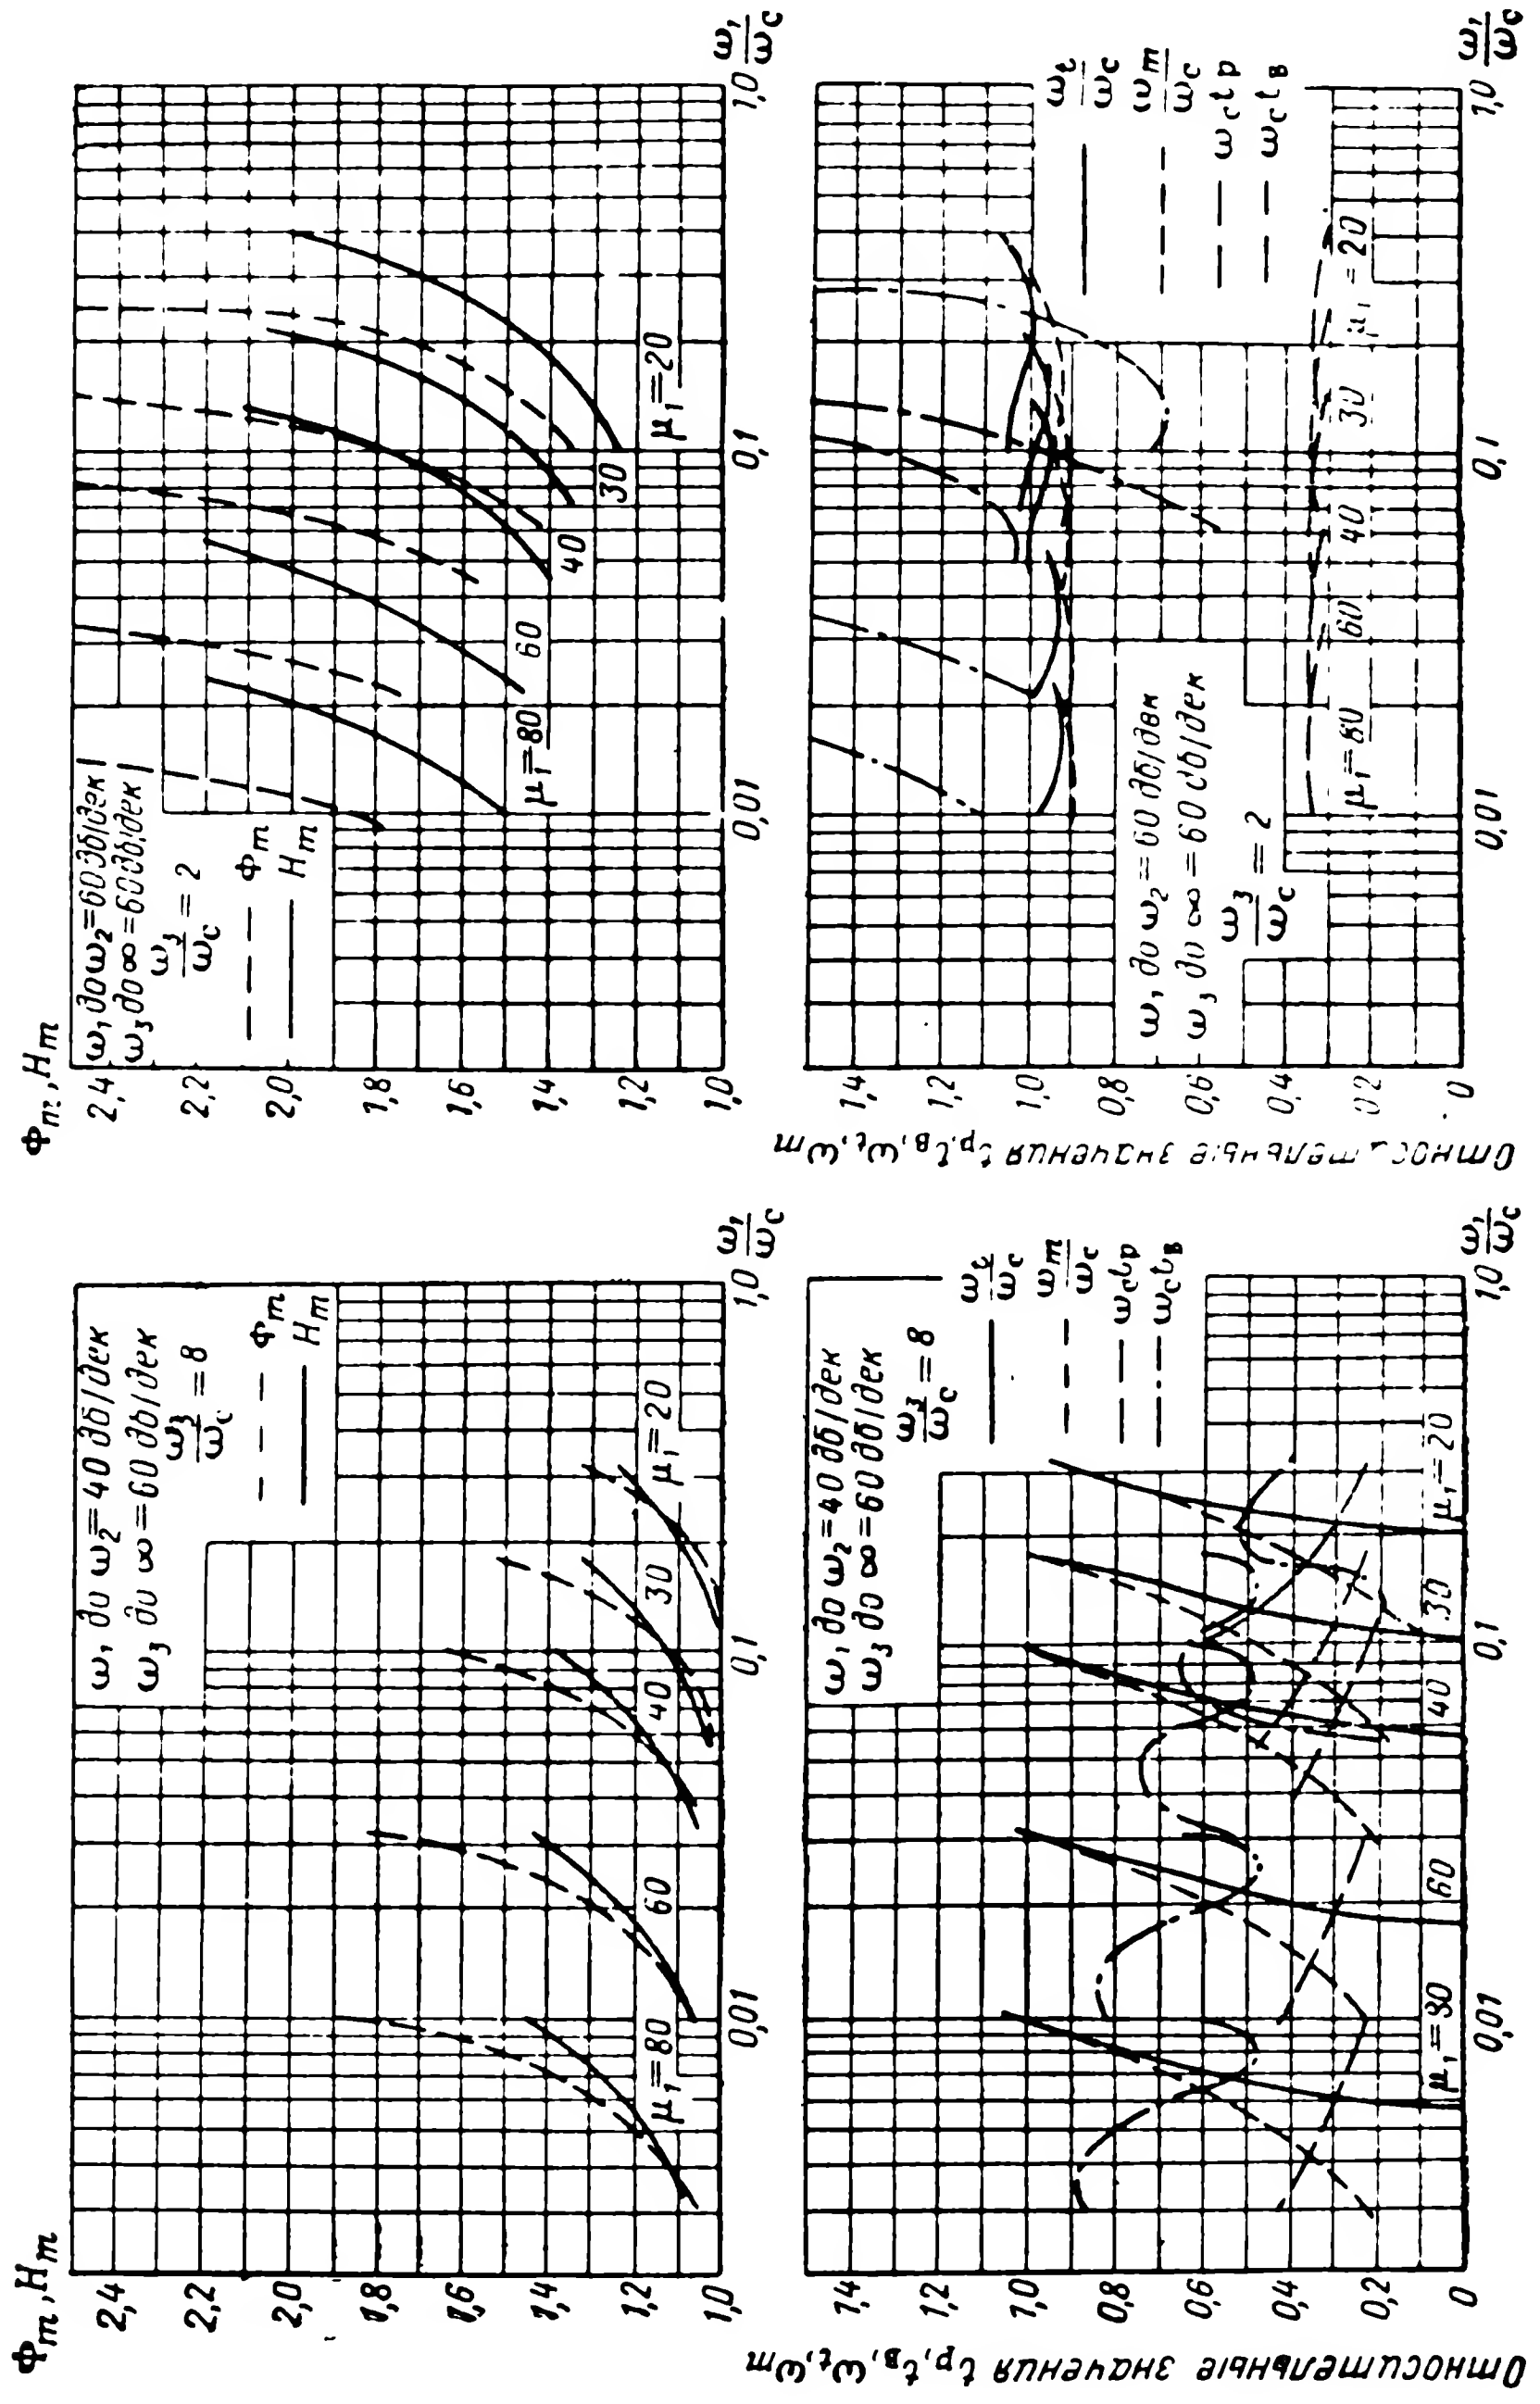 Φm, Hm
2,4
2,2
2,0
1,8
1,6
1,4
1,2
1,0
ω₁ до ω₂ = 40 дб/дек
ω₃ до ∞ = 60 дб/дек
ω₃/ωc = 8
Φm
Hm
μ₁=80
60
40
30
μ₁=20
0,01
0,1
1,0
ω₁/ωc
Φm, Hm
2,4
2,2
2,0
1,8
1,6
1,4
1,2
1,0
ω₁ до ω₂ = 60 дб/дек
ω₃ до ∞ = 60 дб/дек
ω₃/ωc = 2
Φm
Hm
μ₁=80
60
40
30
μ₁=20
0,01
0,1
1,0
ω₁/ωc
Относительные значения tр, tв, ωt, ωm
1,4
1,2
1,0
0,8
0,6
0,4
0,2
0
ω₁ до ω₂ = 40 дб/дек
ω₃ до ∞ = 60 дб/дек
ω₃/ωc = 8
ωt/ωc
ωm/ωc
ωc tр
ωc tв
μ₁=80
60
40
30
μ₁=20
0,01
0,1
1,0
ω₁/ωc
Относительные значения tр, tв, ωt, ωm
1,4
1,2
1,0
0,8
0,6
0,4
0,2
0
ω₁ до ω₂ = 60 дб/дек
ω₃ до ∞ = 60 дб/дек
ω₃/ωc = 2
ωt/ωc
ωm/ωc
ωc tр
ωc tв
μ₁=80
60
40
30
μ₁=20
0,01
0,1
1,0
ω₁/ωc